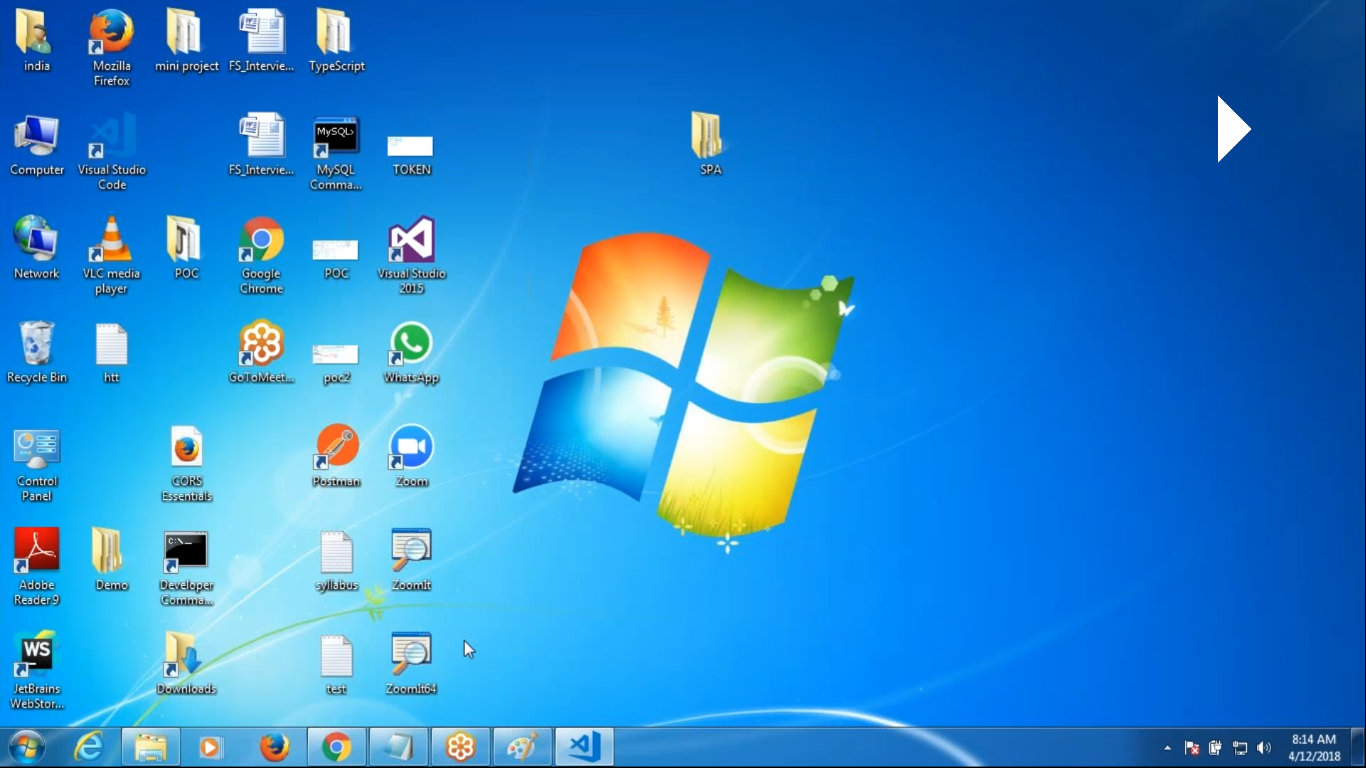 india
Mozilla
Firefox
mini project
FS_Intervie...
TypeScript
Computer
Visual Studio
Code
FS_Intervie...
MySQL>
MySQL
Comma...
TOKEN
SPA
Network
VLC media
player
POC
Google
Chrome
POC
Visual Studio
2015
Recycle Bin
htt
GoToMeet...
poc2
WhatsApp
Control
Panel
CORS
Essentials
Postman
Zoom
Adobe
Reader 9
Demo
C:\_
Developer
Comma...
syllabus
ZoomIt
WS
JetBrains
WebStor...
Downloads
test
ZoomIt64
8:14 AM
4/12/2018